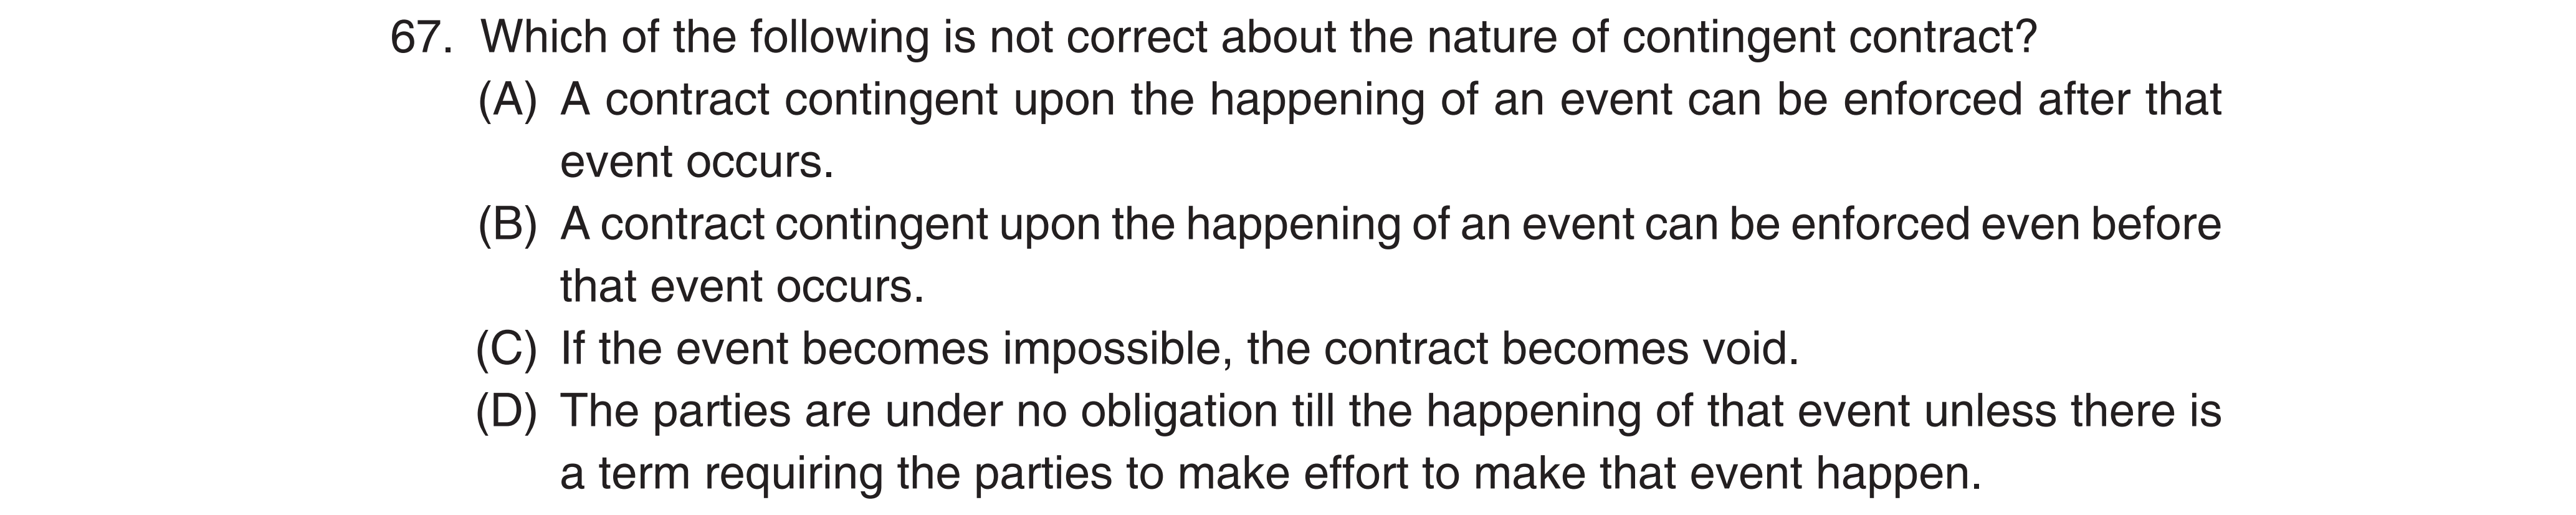 67. Which of the following is not correct about the nature of contingent contract?
(A) A contract contingent upon the happening of an event can be enforced after that
event occurs.
(B) A contract contingent upon the happening of an event can be enforced even before
that event occurs.
(C) If the event becomes impossible, the contract becomes void.
(D) The parties are under no obligation till the happening of that event unless there is
a term requiring the parties to make effort to make that event happen.